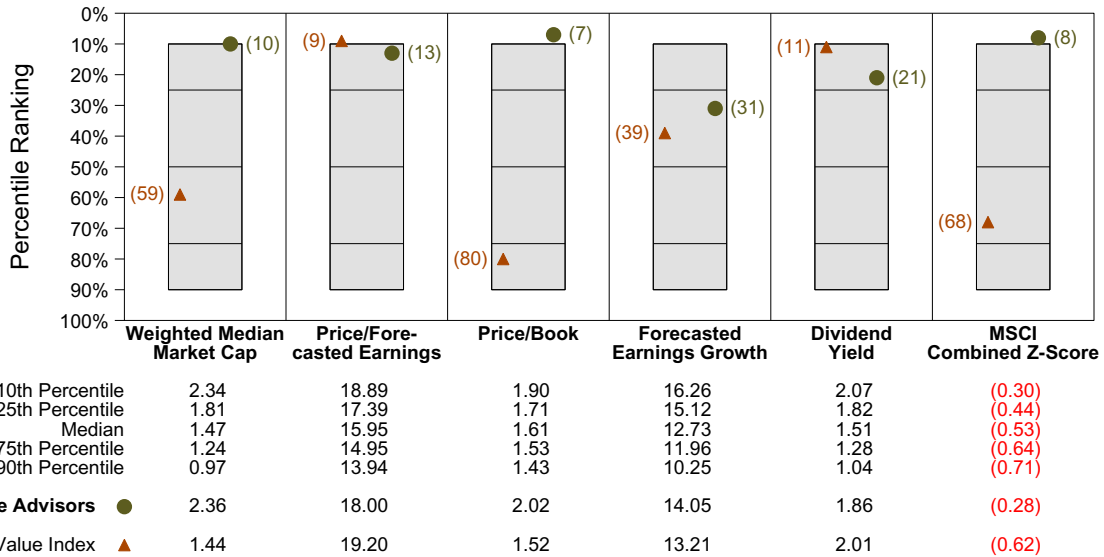 0%
10%
20%
30%
40%
50%
60%
70%
80%
90%
100%
Percentile Ranking
(10)
(59)
(9)
(13)
(7)
(80)
(31)
(39)
(11)
(21)
(8)
(68)
Weighted Median
Market Cap
Price/Fore-
casted Earnings
Price/Book
Forecasted
Earnings Growth
Dividend
Yield
MSCI
Combined Z-Score
10th Percentile 2.34 18.89 1.90 16.26 2.07 (0.30)
25th Percentile 1.81 17.39 1.71 15.12 1.82 (0.44)
Median 1.47 15.95 1.61 12.73 1.51 (0.53)
75th Percentile 1.24 14.95 1.53 11.96 1.28 (0.64)
90th Percentile 0.97 13.94 1.43 10.25 1.04 (0.71)
Advisors 2.36 18.00 2.02 14.05 1.86 (0.28)
Value Index 1.44 19.20 1.52 13.21 2.01 (0.62)